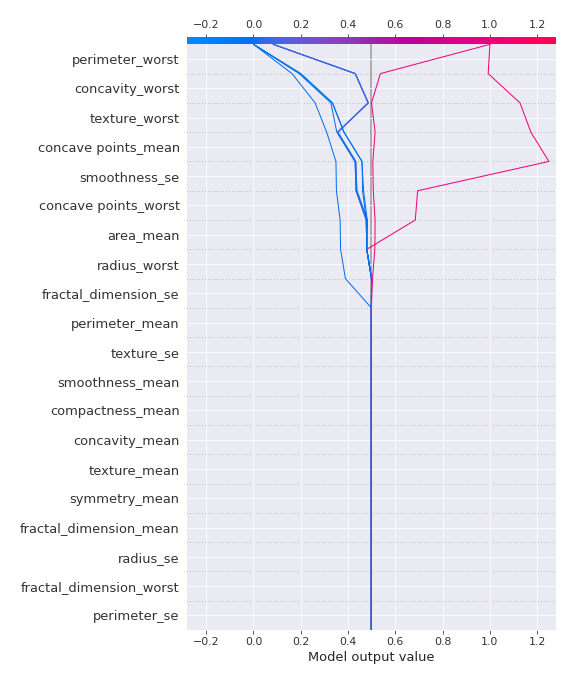 −0.2 0.0 0.2 0.4 0.6 0.8 1.0 1.2
perimeter_worst
concavity_worst
texture_worst
concave points_mean
smoothness_se
concave points_worst
area_mean
radius_worst
fractal_dimension_se
perimeter_mean
texture_se
smoothness_mean
compactness_mean
concavity_mean
texture_mean
symmetry_mean
fractal_dimension_mean
radius_se
fractal_dimension_worst
perimeter_se
−0.2 0.0 0.2 0.4 0.6 0.8 1.0 1.2
Model output value